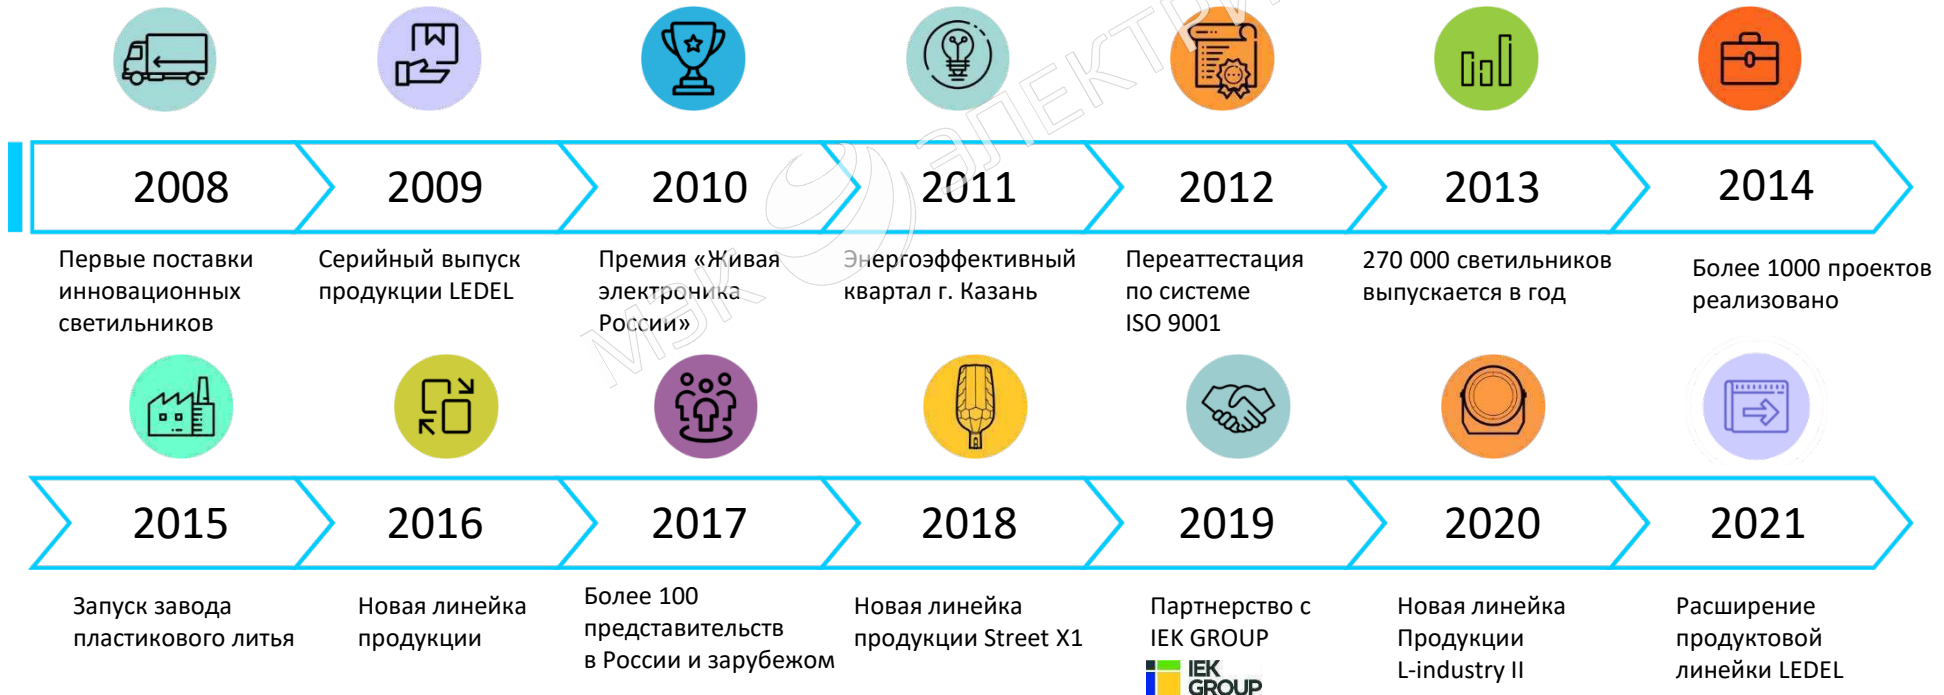 МЭК ЭЛЕКТРИ
2008
2009
2010
2011
2012
2013
2014
Первые поставки
инновационных
светильников
Серийный выпуск
продукции LEDEL
Премия «Живая
электроника
России»
Энергоэффективный
квартал г. Казань
Переаттестация
по системе
ISO 9001
270 000 светильников
выпускается в год
Более 1000 проектов
реализовано
2015
2016
2017
2018
2019
2020
2021
Запуск завода
пластикового литья
Новая линейка
продукции
Более 100
представительств
в России и зарубежом
Новая линейка
продукции Street X1
Партнерство с
IEK GROUP
IEK
GROUP
Новая линейка
Продукции
L-industry II
Расширение
продуктовой
линейки LEDEL